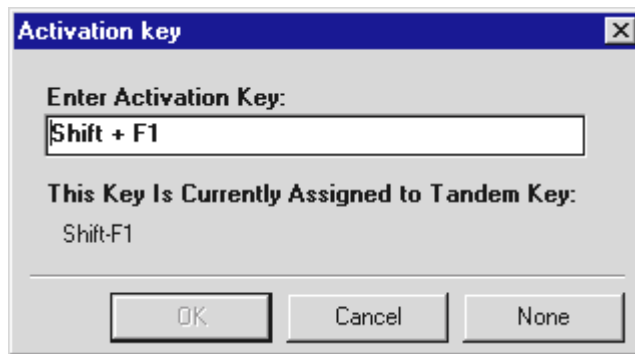 Activation key
Enter Activation Key:
Shift + F1
This Key Is Currently Assigned to Tandem Key:
Shift-F1
OK Cancel None